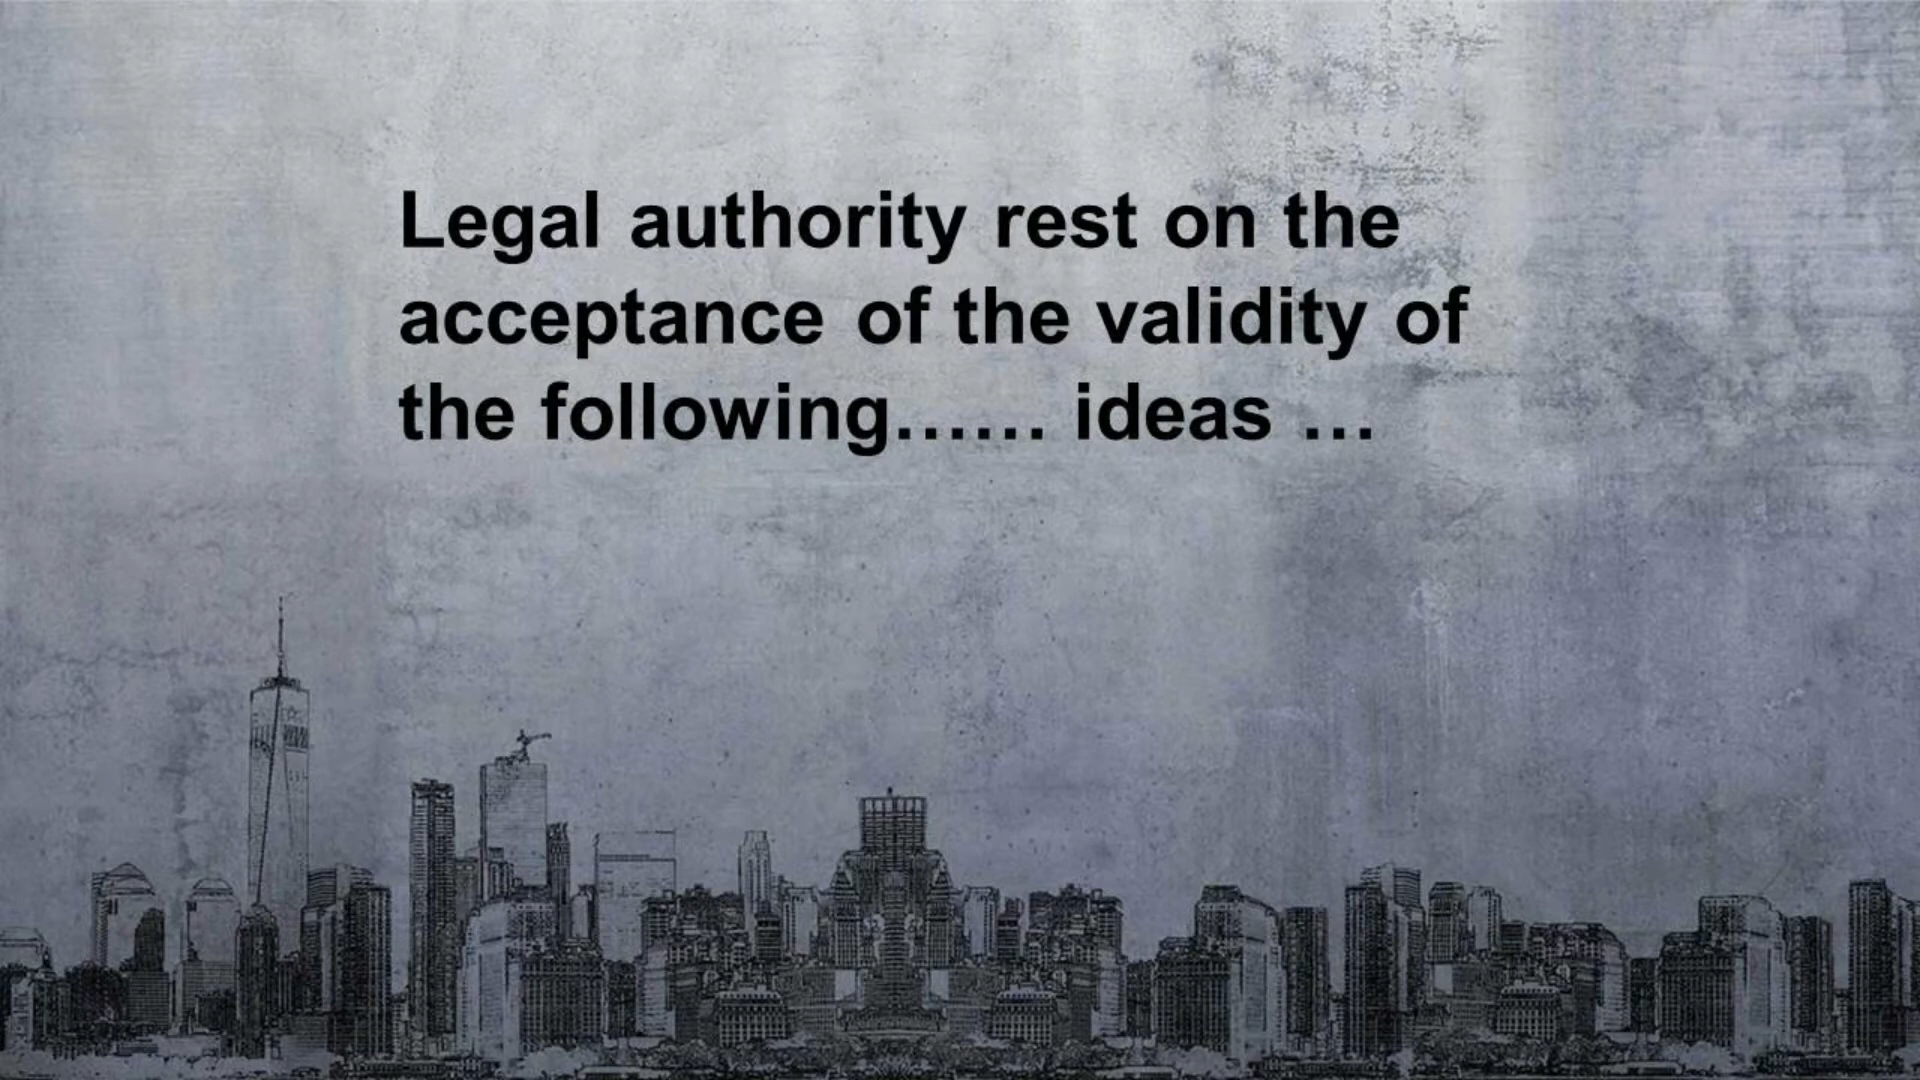 Legal authority rest on the
acceptance of the validity of
the following...... ideas ...